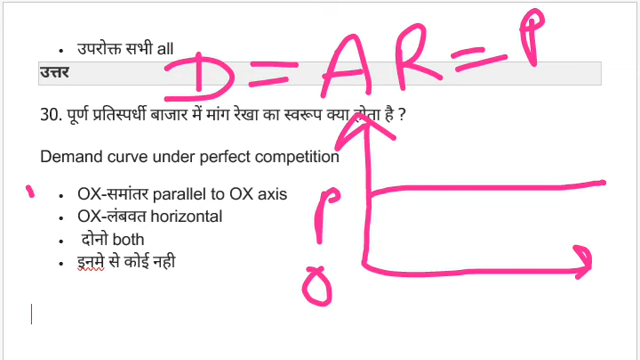 • उपरोक्त सभी all
D = AR = P
उत्तर
30. पूर्ण प्रतिस्पर्धी बाजार में मांग रेखा का स्वरूप क्या होता है ?
Demand curve under perfect competition
• OX-समांतर parallel to OX axis
• OX-लंबवत horizontal
• दोनो both
• इनमे से कोई नही
P
O